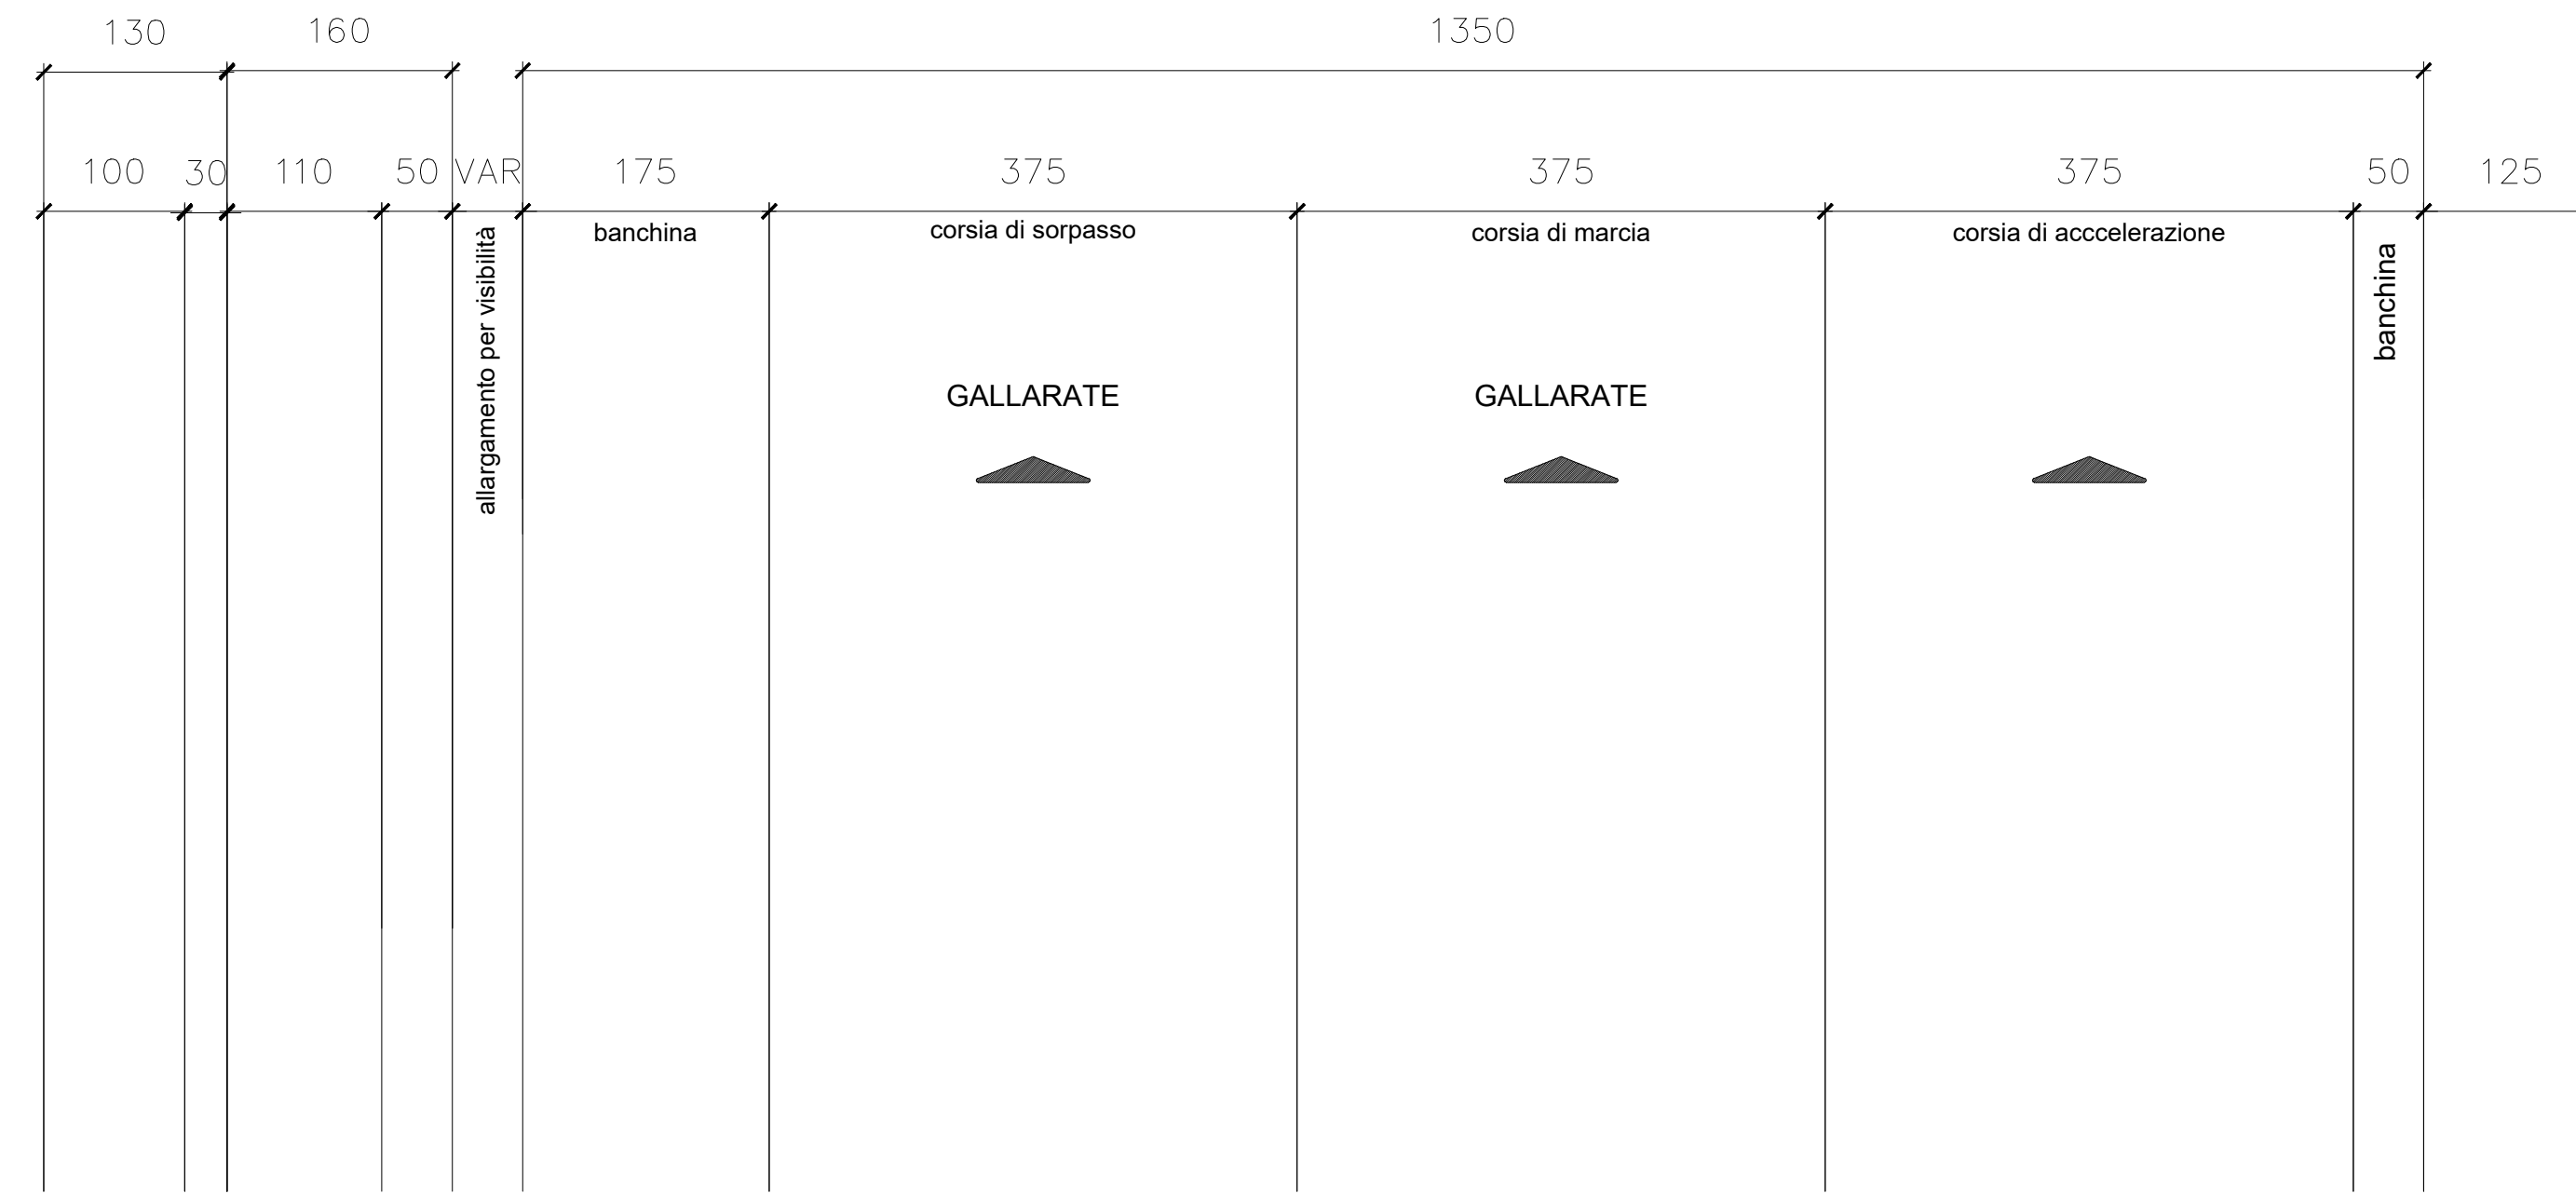 130 160 1350
100 30 110 50 VAR 175 375 375 375 50 125
allargamento per visibilità
banchina
corsia di sorpasso
corsia di marcia
corsia di acccelerazione
banchina
GALLARATE
GALLARATE